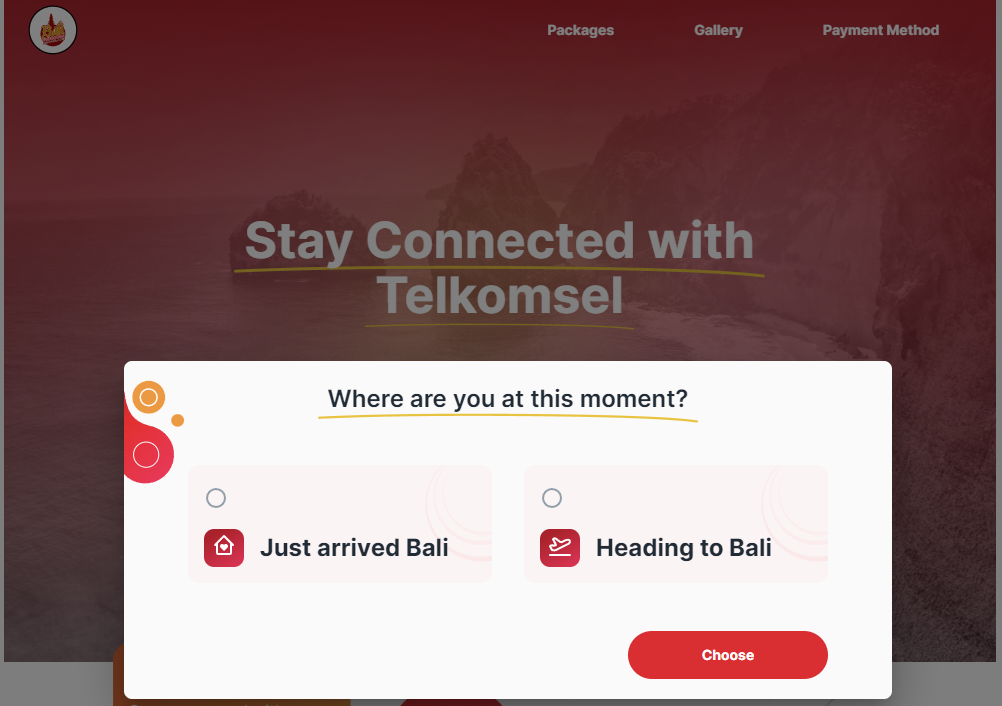 Packages
Gallery
Payment Method
Stay Connected with
Telkomsel
Where are you at this moment?
Just arrived Bali
Heading to Bali
Choose